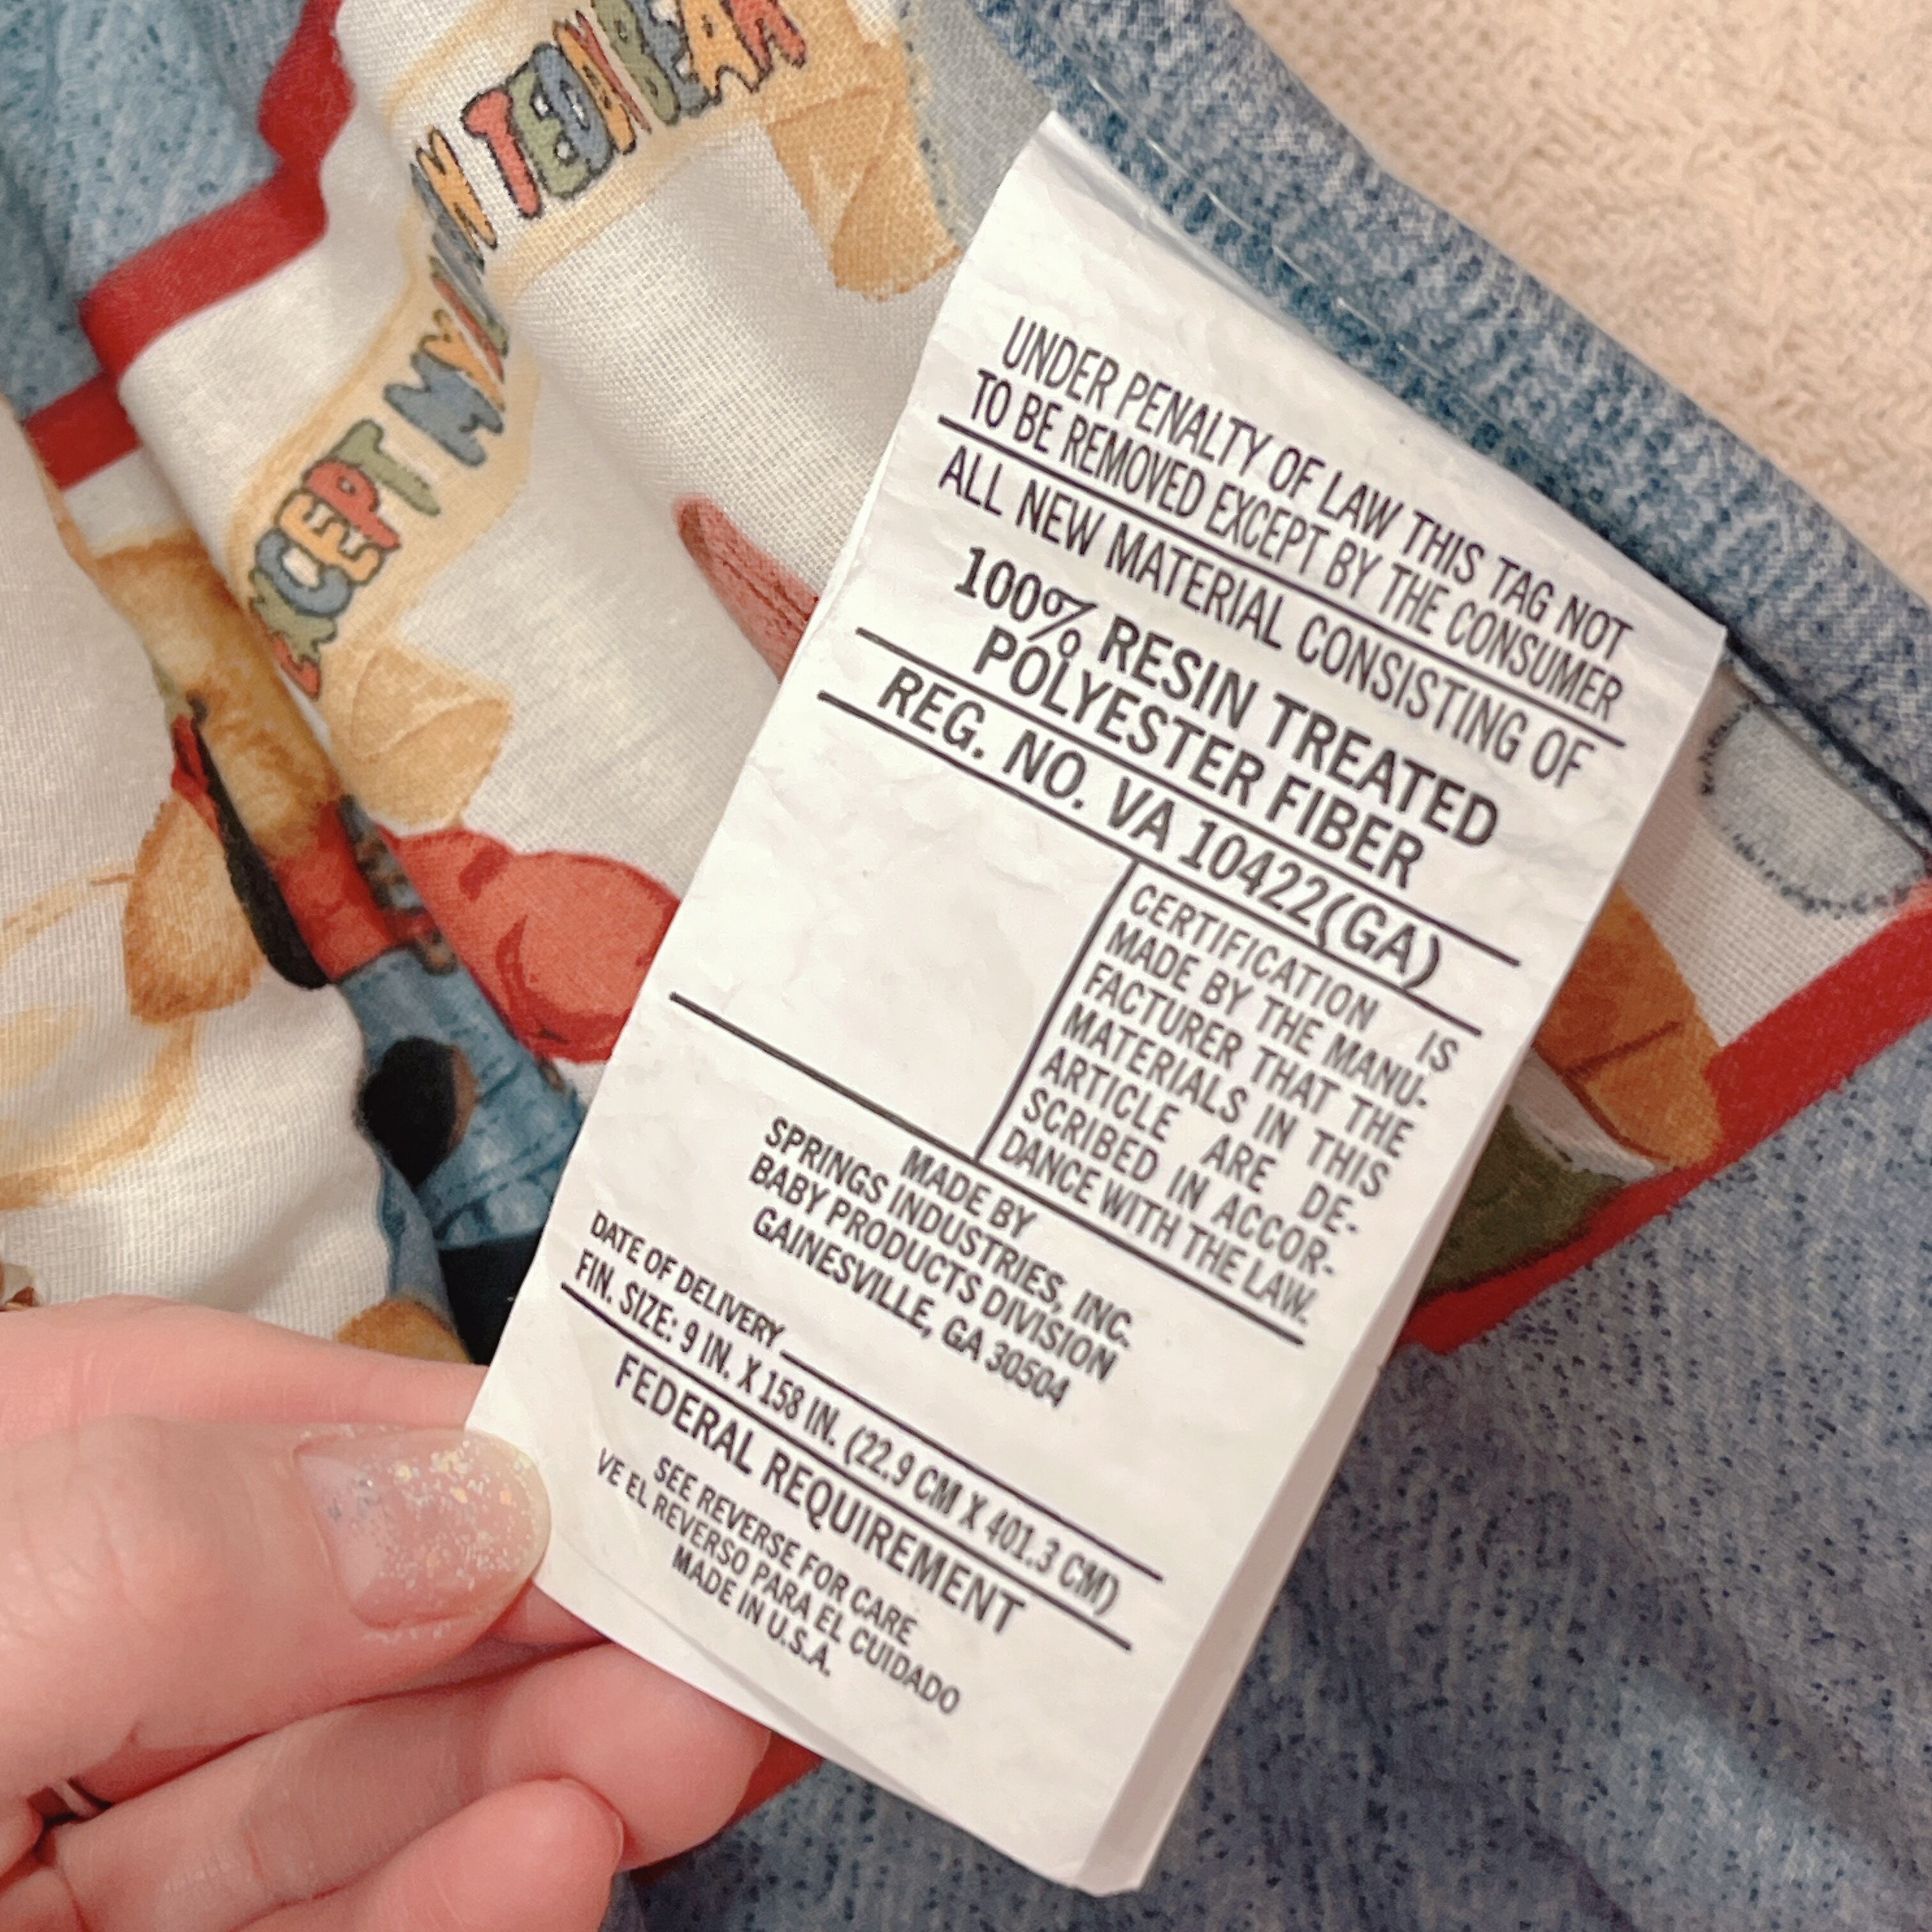 EXCEPT MY
TEDDY BEAR
UNDER PENALTY OF LAW THIS TAG NOT
TO BE REMOVED EXCEPT BY THE CONSUMER
ALL NEW MATERIAL CONSISTING OF
100% RESIN TREATED
POLYESTER FIBER
REG. NO. VA 10422(GA)
CERTIFICATION IS
MADE BY THE MANU-
FACTURER THAT THE
MATERIALS IN THIS
ARTICLE ARE DE-
SCRIBED IN ACCOR-
DANCE WITH THE LAW.
MADE BY
SPRINGS INDUSTRIES, INC.
BABY PRODUCTS DIVISION
GAINESVILLE, GA 30504
DATE OF DELIVERY
FIN. SIZE: 9 IN. X 158 IN. (22.9 CM X 401.3 CM)
FEDERAL REQUIREMENT
SEE REVERSE FOR CARE
VE EL REVERSO PARA EL CUIDADO
MADE IN U.S.A.